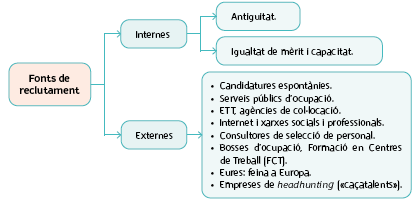 Fonts de
reclutament
Internes
Antiguitat.
Igualtat de mèrit i capacitat.
Externes
• Candidatures espontànies.
• Serveis públics d'ocupació.
• ETT, agències de col·locació.
• Internet i xarxes socials i professionals.
• Consultores de selecció de personal.
• Bosses d'ocupació, Formació en Centres
de Treball (FCT).
• Eures: feina a Europa.
• Empreses de headhunting («caçatalents»).